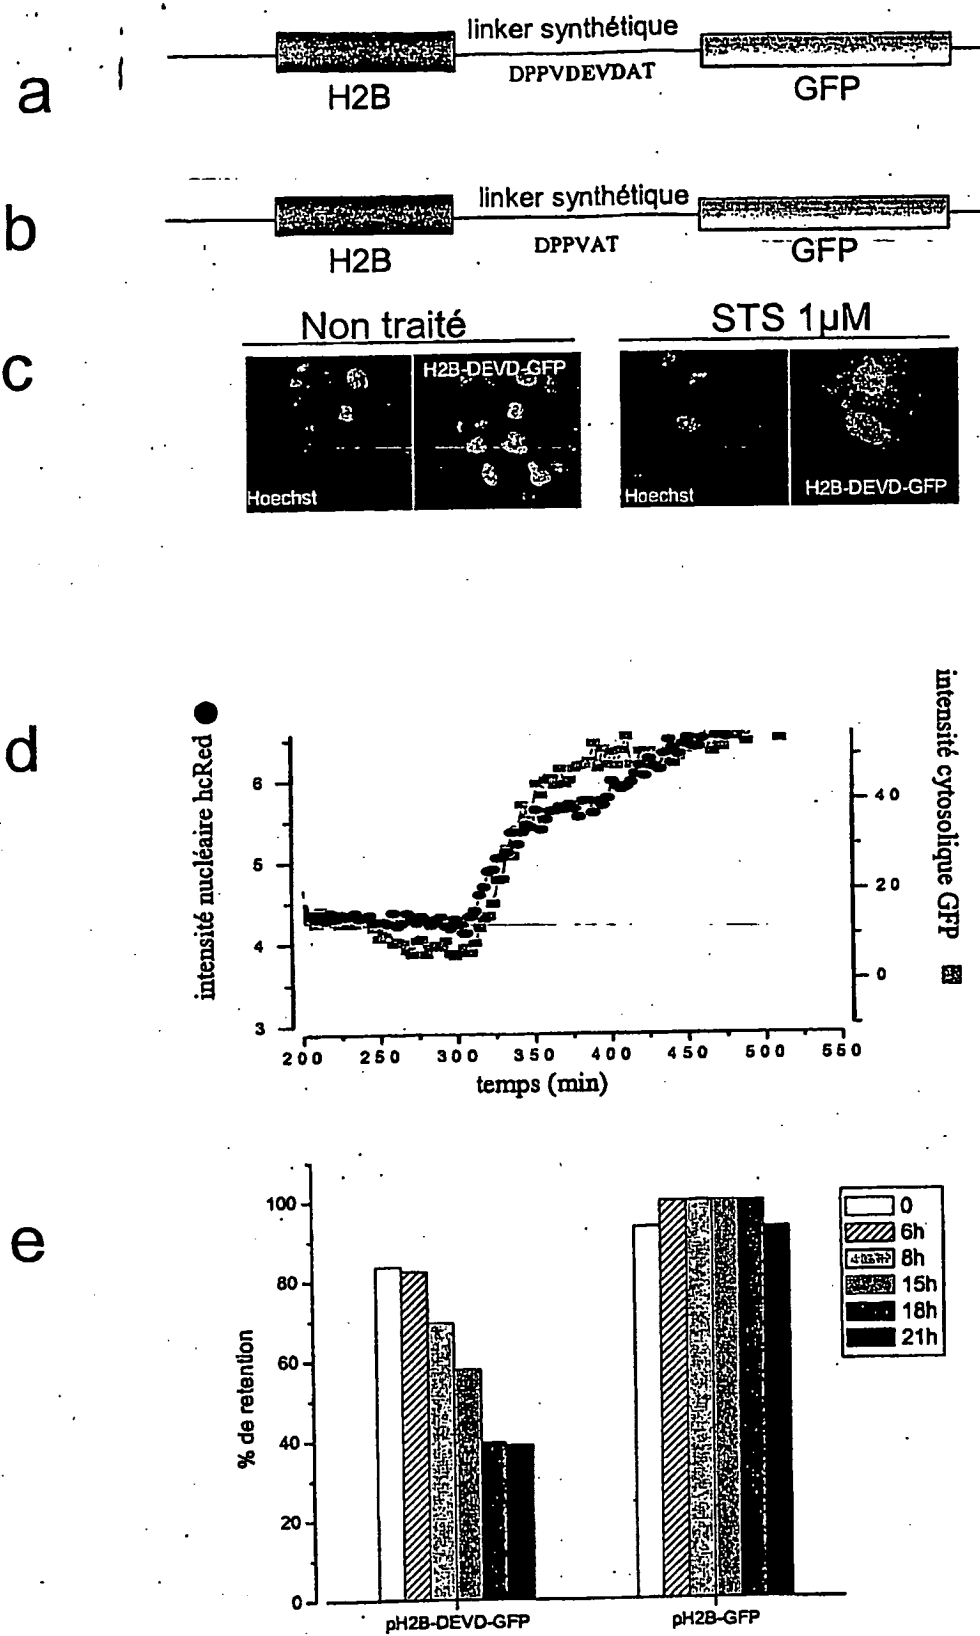 a
linker synthétique
DPPVDEVDAT
H2B
GFP
b
linker synthétique
DPPVAT
H2B
GFP
c
Non traité
STS 1µM
H2B-DEVD-GFP
Hoechst
Hoechst
H2B-DEVD-GFP
d
intensité nucléaire hcRed
6
5
4
3
intensité cytosolique GFP
40
20
0
200 250 300 350 400 450 500 550
temps (min)
e
% de retention
100
80
60
40
20
0
pH2B-DEVD-GFP
pH2B-GFP
0
6h
8h
15h
18h
21h